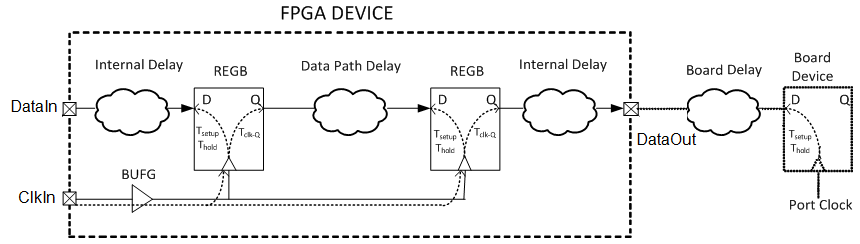 FPGA DEVICE
Internal Delay
REGB
Data Path Delay
REGB
Internal Delay
Board Delay
Board
Device
DataIn
D
Q
D
Q
D
Q
Tsetup
Thold
Tclk-Q
Tsetup
Thold
Tclk-Q
Tsetup
Thold
DataOut
BUFG
ClkIn
Port Clock